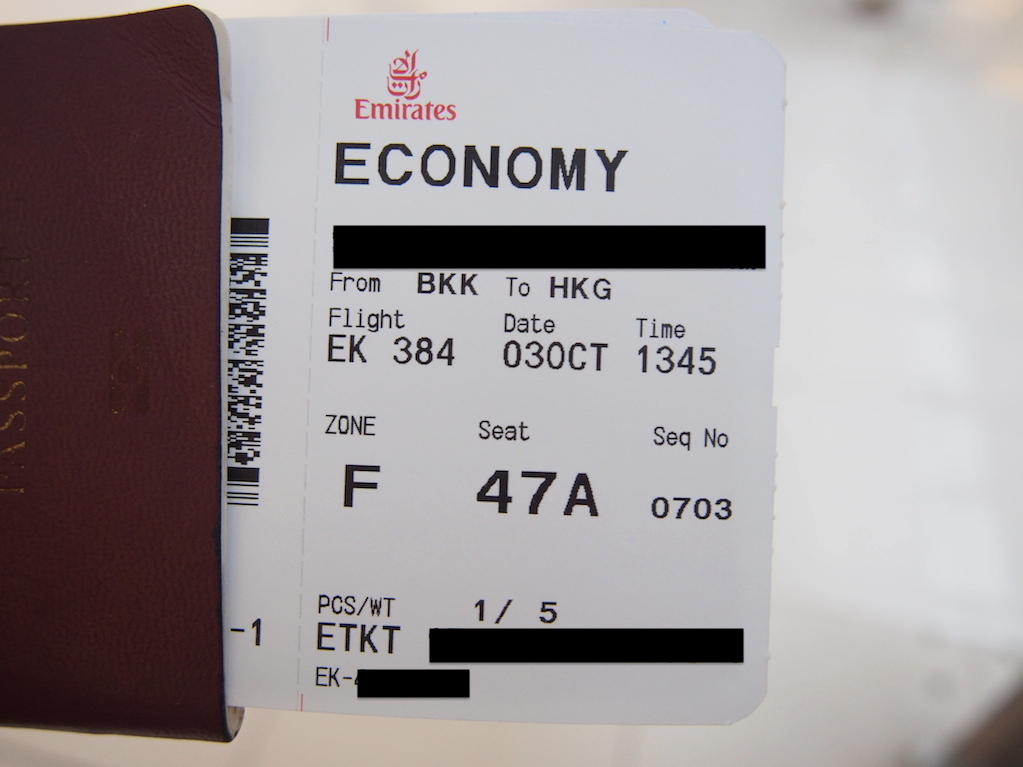 PASSPORT
Emirates
ECONOMY
From BKK To HKG
Flight Date Time
EK 384 03OCT 1345
ZONE Seat Seq No
F 47A 0703
PCS/WT 1/ 5
-1
ETKT
EK-